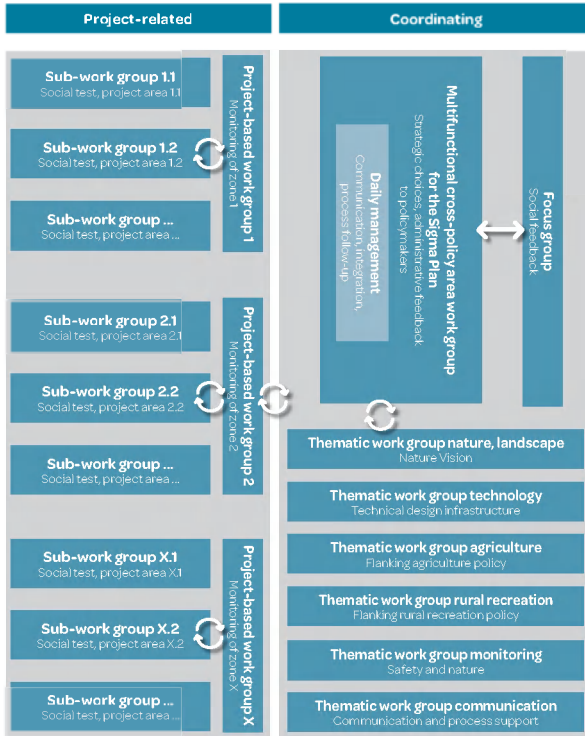 Project-related
Coordinating
Sub-work group 1.1
Social test, project area 1.1
Sub-work group 1.2
Social test, project area 1.2
Sub-work group ...
Social test, project area ...
Project-based work group 1
Monitoring of zone 1
Sub-work group 2.1
Social test, project area 2.1
Sub-work group 2.2
Social test, project area 2.2
Sub-work group ...
Social test, project area ...
Project-based work group 2
Monitoring of zone 2
Sub-work group X.1
Social test, project area X.1
Sub-work group X.2
Social test, project area X.2
Sub-work group ...
Social test, project area ...
Project-based work group X
Monitoring of zone X
Multifunctional cross-policy area work group
for the Sigma Plan
Strategic choices, administrative feedback
to policymakers
Daily management
Communication, integration,
process follow-up
Focus group
Social feedback
Thematic work group nature, landscape
Nature Vision
Thematic work group technology
Technical design infrastructure
Thematic work group agriculture
Flanking agriculture policy
Thematic work group rural recreation
Flanking rural recreation policy
Thematic work group monitoring
Safety and nature
Thematic work group communication
Communication and process support